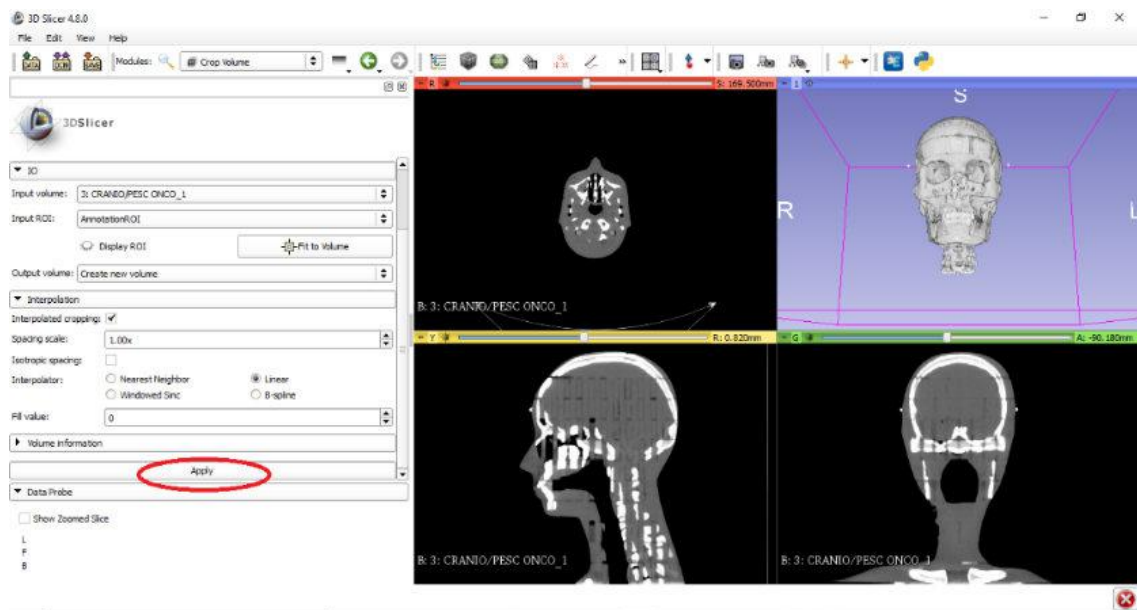 3D Slicer 4.8.0
File Edit View Help
DATA DCM SAVE Modules: Crop Volume
3DSlicer
IO
Input volume: 3: CRANIO/PESC ONCO_1
Input ROI: AnnotationROI
Display ROI Fit to Volume
Output volume: Create new volume
Interpolation
Interpolated cropping:
Spacing scale: 1.00x
Isotropic spacing:
Interpolator: Nearest Neighbor Linear
Windowed Sinc B-spline
Fill value: 0
Volume Information
Apply
Data Probe
Show Zoomed Slice
L
F
B
R S: 169.500mm
B: 3: CRANIO/PESC ONCO_1
1
S
R
L
Y R: 0.820mm
B: 3: CRANIO/PESC ONCO_1
G A: -90.180mm
B: 3: CRANIO/PESC ONCO_1